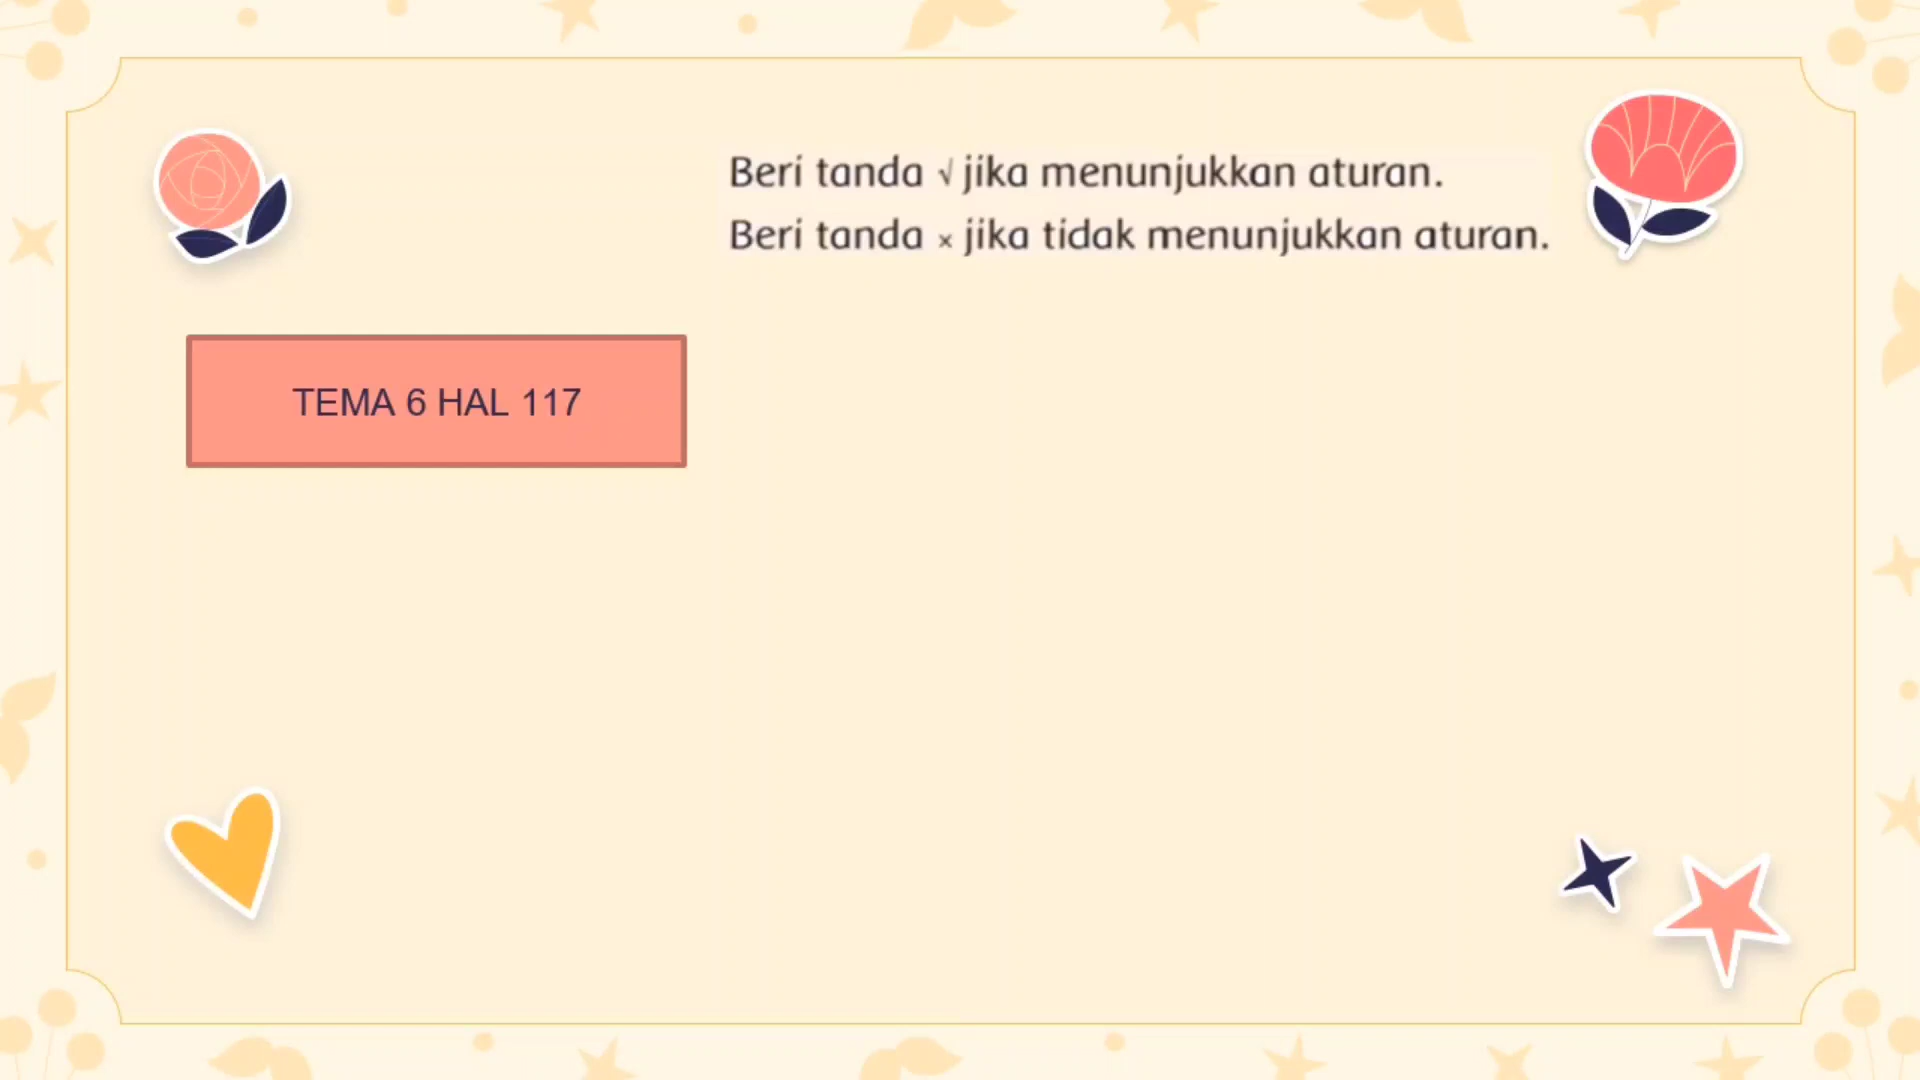 Beri tanda √ jika menunjukkan aturan.
Beri tanda × jika tidak menunjukkan aturan.
TEMA 6 HAL 117